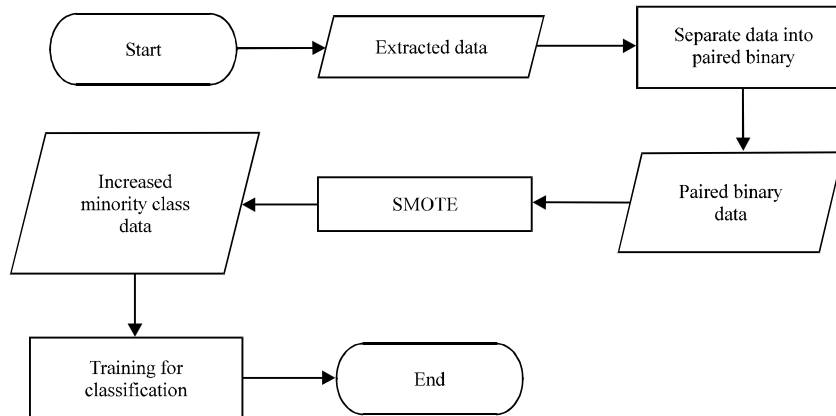 Start
Extracted data
Separate data into
paired binary
Paired binary
data
SMOTE
Increased
minority class
data
Training for
classification
End